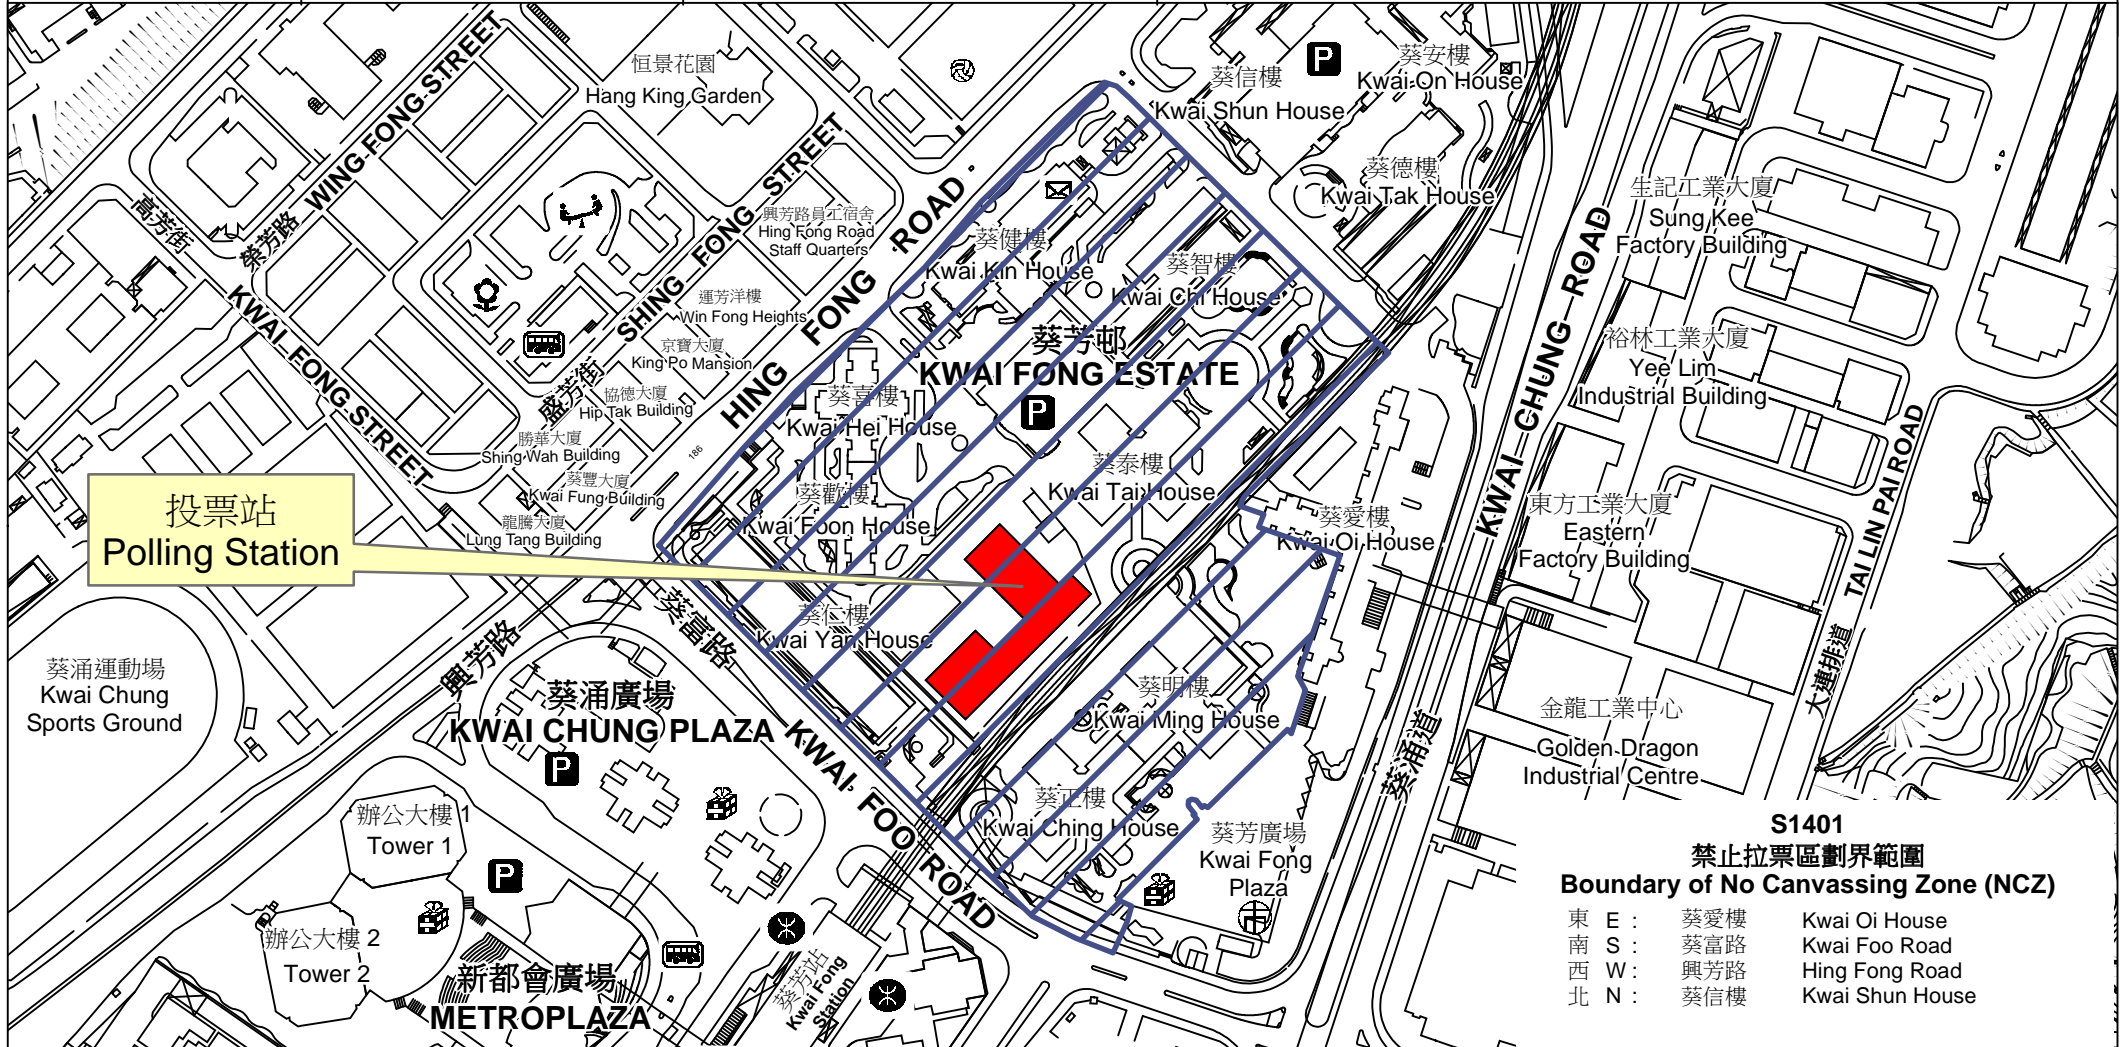 恒景花園
Hang King Garden
葵信樓
Kwai Shun House
葵安樓
Kwai On House
葵德樓
Kwai Tak House
P
高芳街
KWAI FONG STREET
榮芳路 WING FONG STREET
盛芳街 SHING FONG STREET
興芳路員工宿舍
Hing Fong Road
Staff Quarters
運芳洋樓
Win Fong Heights
京寶大廈
King Po Mansion
協德大廈
Hip Tak Building
勝華大廈
Shing Wah Building
葵豐大廈
Kwai Fung Building
龍騰大廈
Lung Tang Building
186
興芳路
HING FONG ROAD
葵健樓
Kwai Kin House
葵智樓
Kwai Chi House
葵芳邨
KWAI FONG ESTATE
P
葵喜樓
Kwai Hei House
葵歡樓
Kwai Foon House
葵泰樓
Kwai Tai House
葵仁樓
Kwai Yan House
葵愛樓
Kwai Oi House
葵明樓
Kwai Ming House
葵正樓
Kwai Ching House
葵芳廣場
Kwai Fong
Plaza
投票站
Polling Station
葵富路
KWAI FOO ROAD
葵涌運動場
Kwai Chung
Sports Ground
葵涌廣場
KWAI CHUNG PLAZA
P
辦公大樓 1
Tower 1
辦公大樓 2
Tower 2
P
新都會廣場
METROPLAZA
葵芳站
Kwai Fong
Station
葵涌道
KWAI CHUNG ROAD
生記工業大廈
Sung Kee
Factory Building
裕林工業大廈
Yee Lim
Industrial Building
東方工業大廈
Eastern
Factory Building
金龍工業中心
Golden Dragon
Industrial Centre
大連排道 TAI LIN PAI ROAD
S1401
禁止拉票區劃界範圍
Boundary of No Canvassing Zone (NCZ)
東 E : 葵愛樓 Kwai Oi House
南 S : 葵富路 Kwai Foo Road
西 W : 興芳路 Hing Fong Road
北 N : 葵信樓 Kwai Shun House